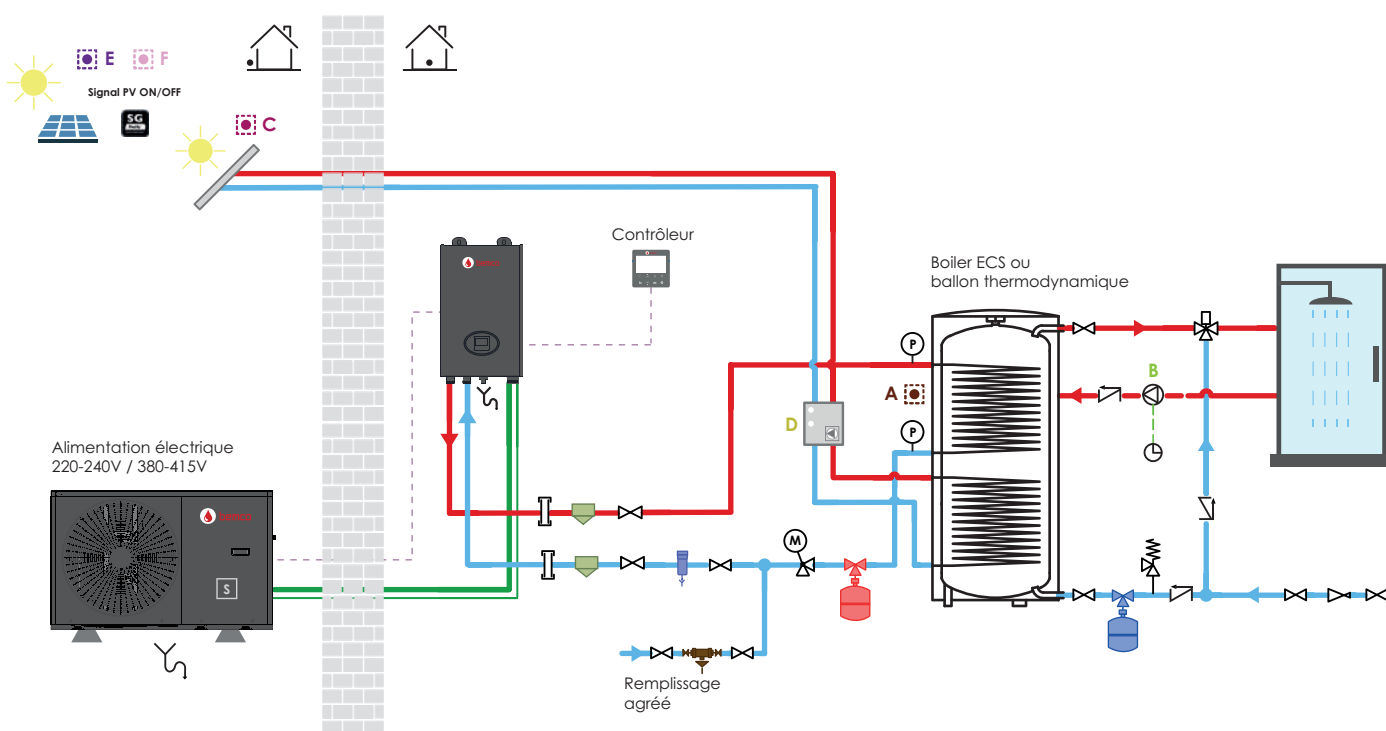 E
F
Signal PV ON/OFF
SG
C
Contrôleur
Boiler ECS ou
ballon thermodynamique
P
A
B
D
P
Alimentation électrique
220-240V / 380-415V
S
M
Remplissage
agréé